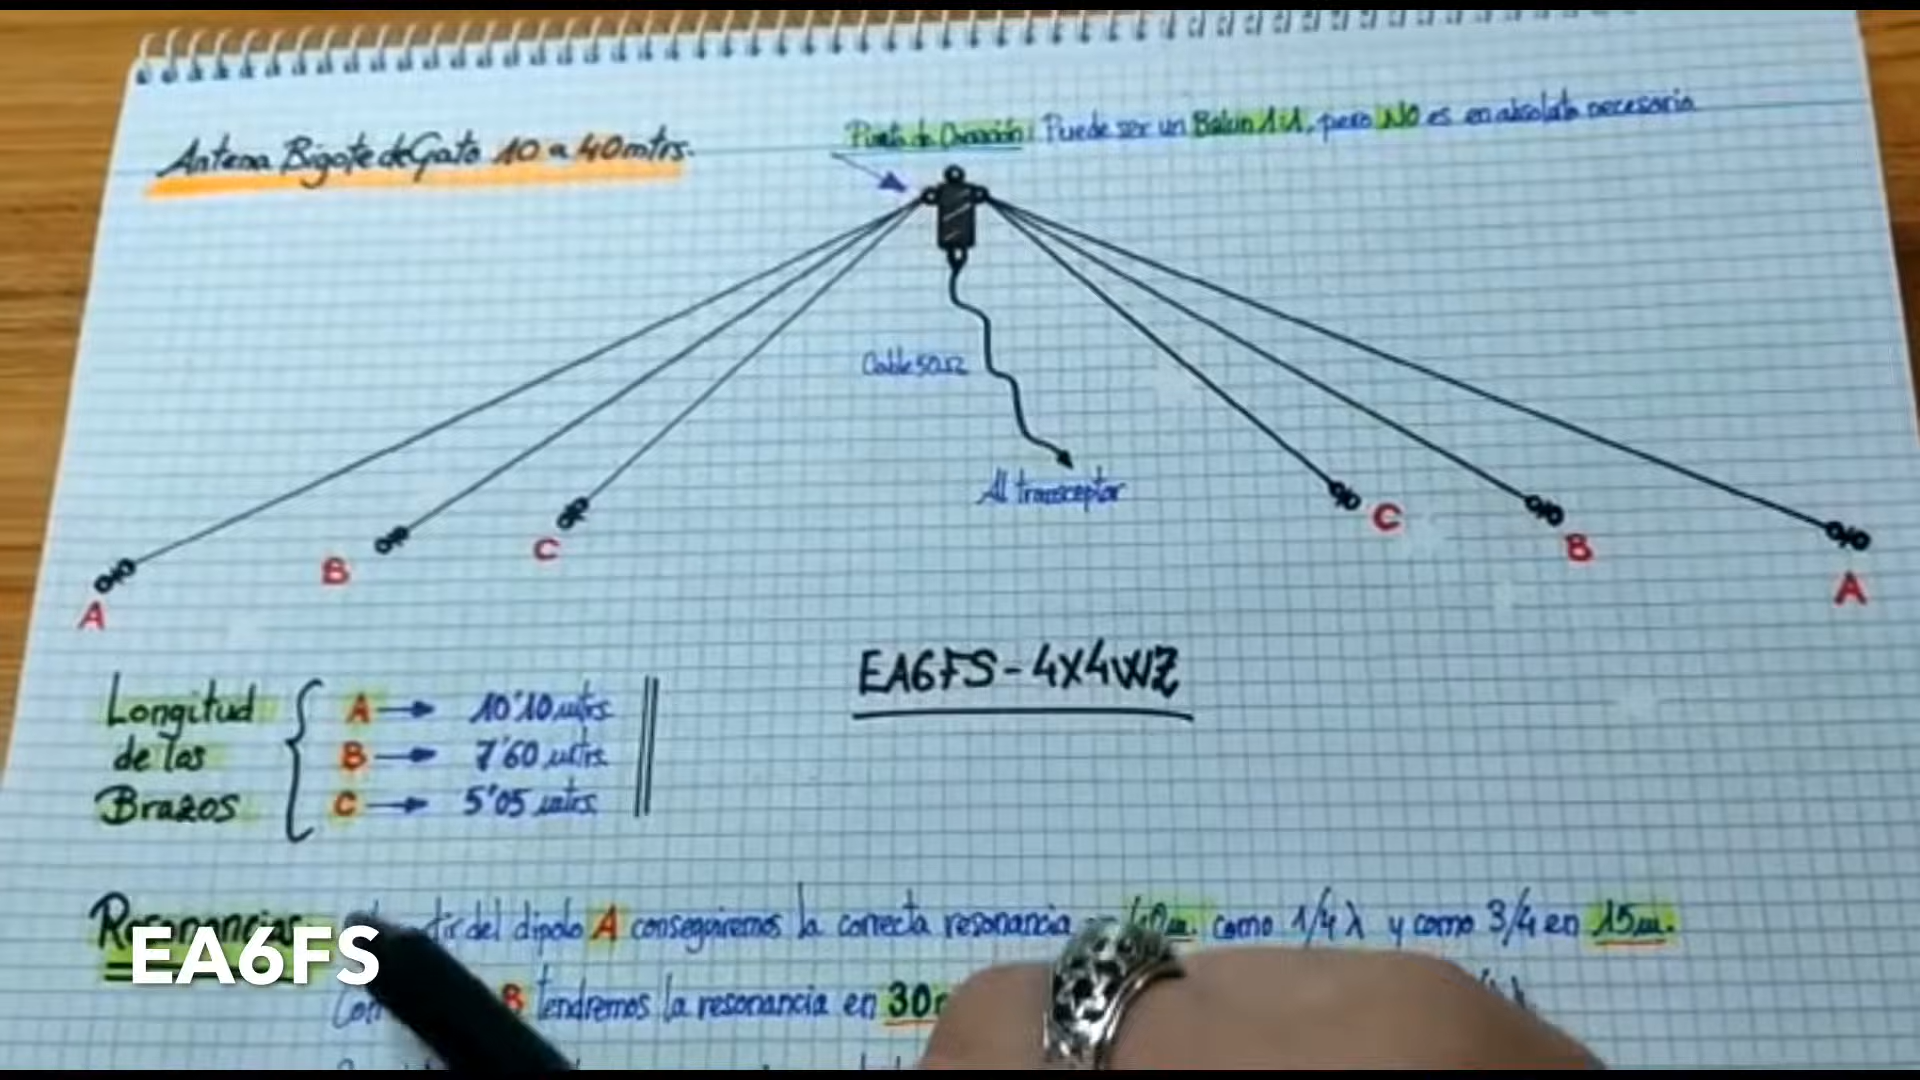 Antena Bigote de Gato 10 a 40 mtrs.
Punto de Conexión: Puede ser un Balun 1:1, pero NO es en absoluto necesario
Cable 50Ω
Al transceptor
A
B
C
C
B
A
EA6FS-4X4WZ
Longitud de los Brazos
A → 10'10 mtrs.
B → 7'60 mtrs.
C → 5'05 mtrs.
Resonancias
del dipolo A conseguiremos la correcta resonancia 40m. como 1/4 λ y como 3/4 en 15m.
B tendremos la resonancia en 30
EA6FS